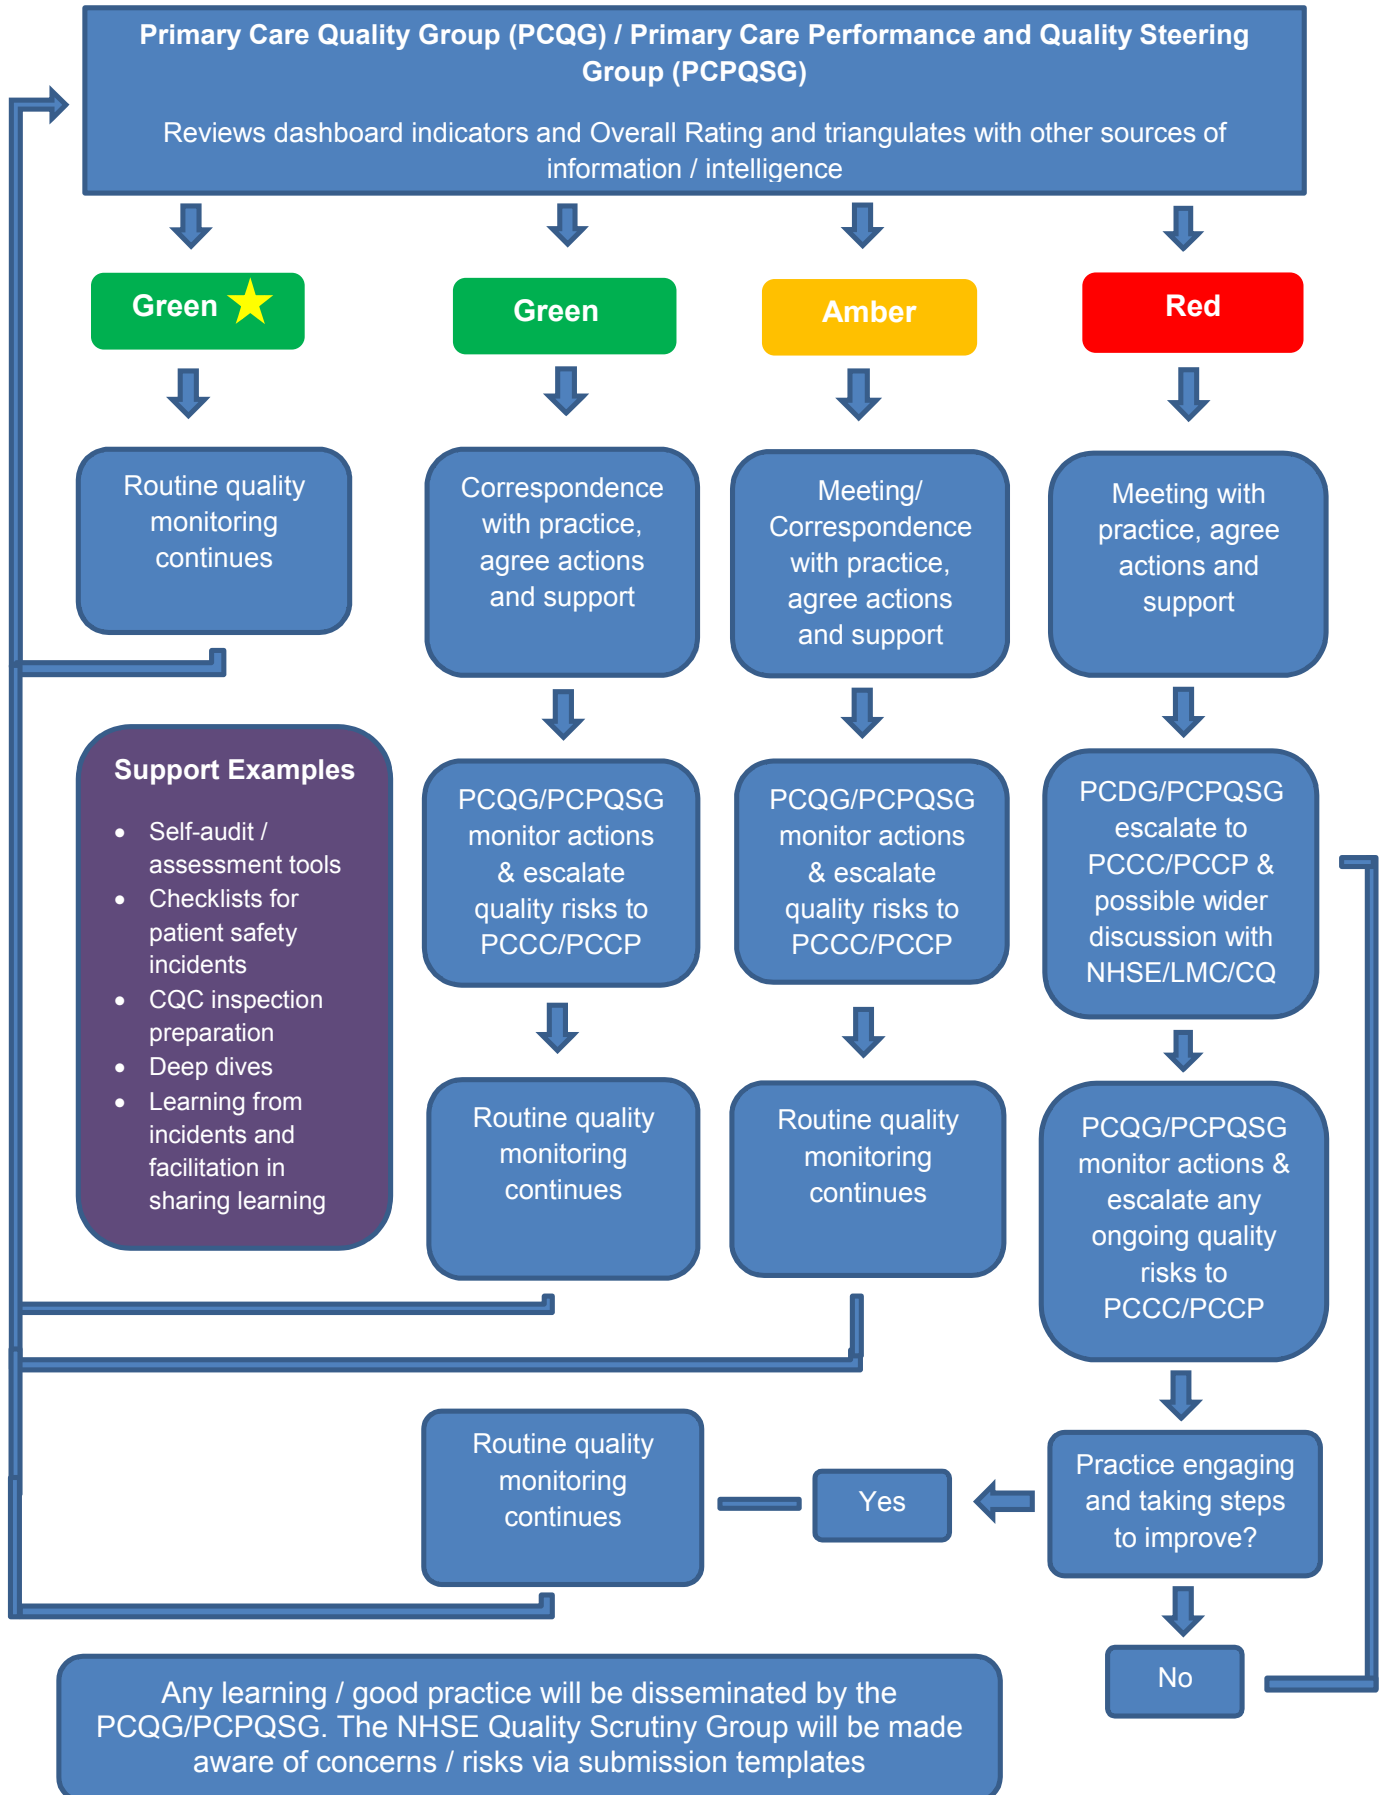 Primary Care Quality Group (PCQG) / Primary Care Performance and Quality Steering
Group (PCPQSG)
Reviews dashboard indicators and Overall Rating and triangulates with other sources of
information / intelligence
Green
Green
Amber
Red
Routine quality
monitoring
continues
Correspondence
with practice,
agree actions
and support
Meeting/
Correspondence
with practice,
agree actions
and support
Meeting with
practice, agree
actions and
support
Support Examples
• Self-audit /
assessment tools
• Checklists for
patient safety
incidents
• CQC inspection
preparation
• Deep dives
• Learning from
incidents and
facilitation in
sharing learning
PCQG/PCPQSG
monitor actions
& escalate
quality risks to
PCCC/PCCP
PCQG/PCPQSG
monitor actions
& escalate
quality risks to
PCCC/PCCP
PCDG/PCPQSG
escalate to
PCCC/PCCP &
possible wider
discussion with
NHSE/LMC/CQ
Routine quality
monitoring
continues
Routine quality
monitoring
continues
PCQG/PCPQSG
monitor actions &
escalate any
ongoing quality
risks to
PCCC/PCCP
Routine quality
monitoring
continues
Yes
Practice engaging
and taking steps
to improve?
No
Any learning / good practice will be disseminated by the
PCQG/PCPQSG. The NHSE Quality Scrutiny Group will be made
aware of concerns / risks via submission templates